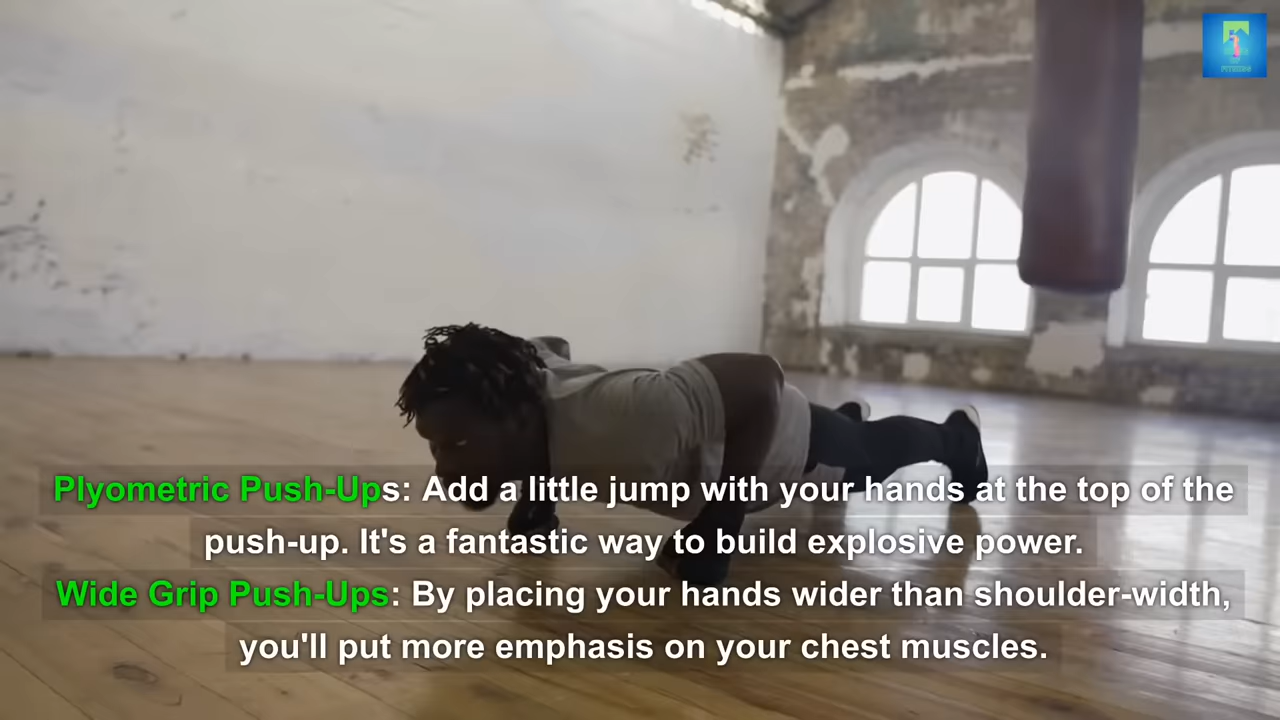 Plyometric Push-Ups: Add a little jump with your hands at the top of the
push-up. It's a fantastic way to build explosive power.
Wide Grip Push-Ups: By placing your hands wider than shoulder-width,
you'll put more emphasis on your chest muscles.